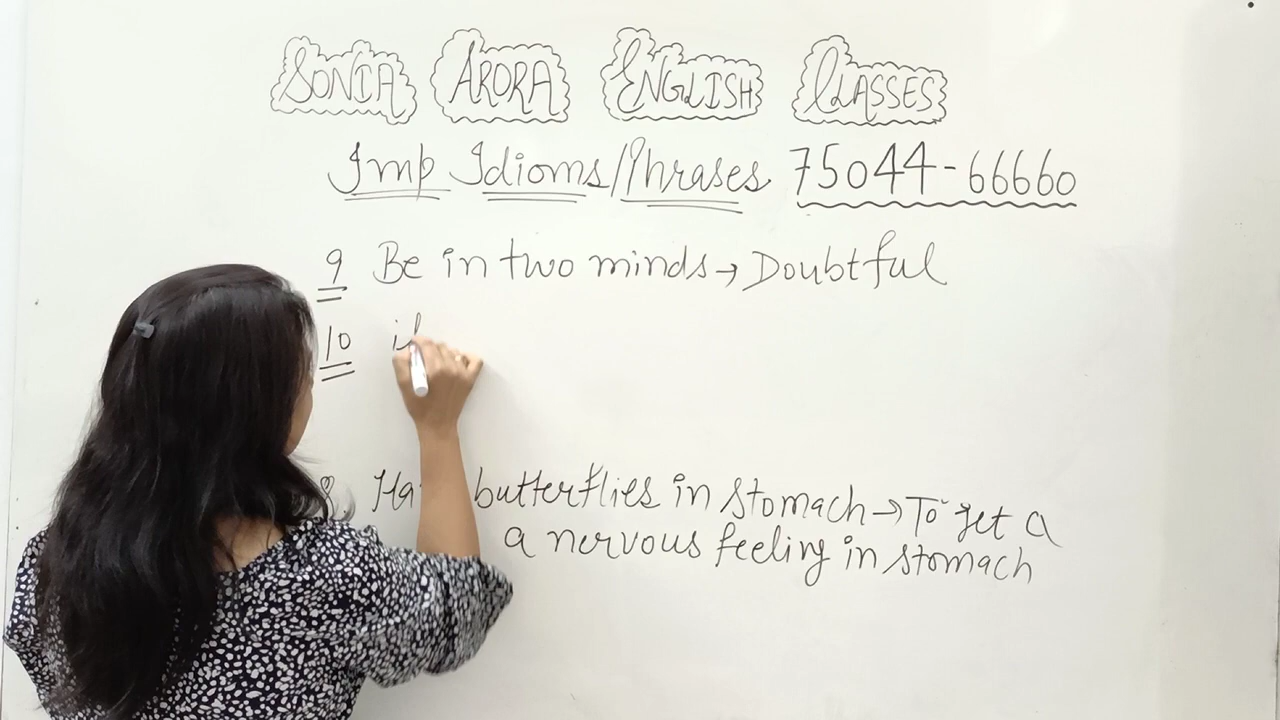 SONIA ARORA ENGLISH CLASSES
Imp Idioms/Phrases 75044-66660
9 Be in two minds → Doubtful
10
8 butterflies in stomach → To get a
a nervous feeling in stomach